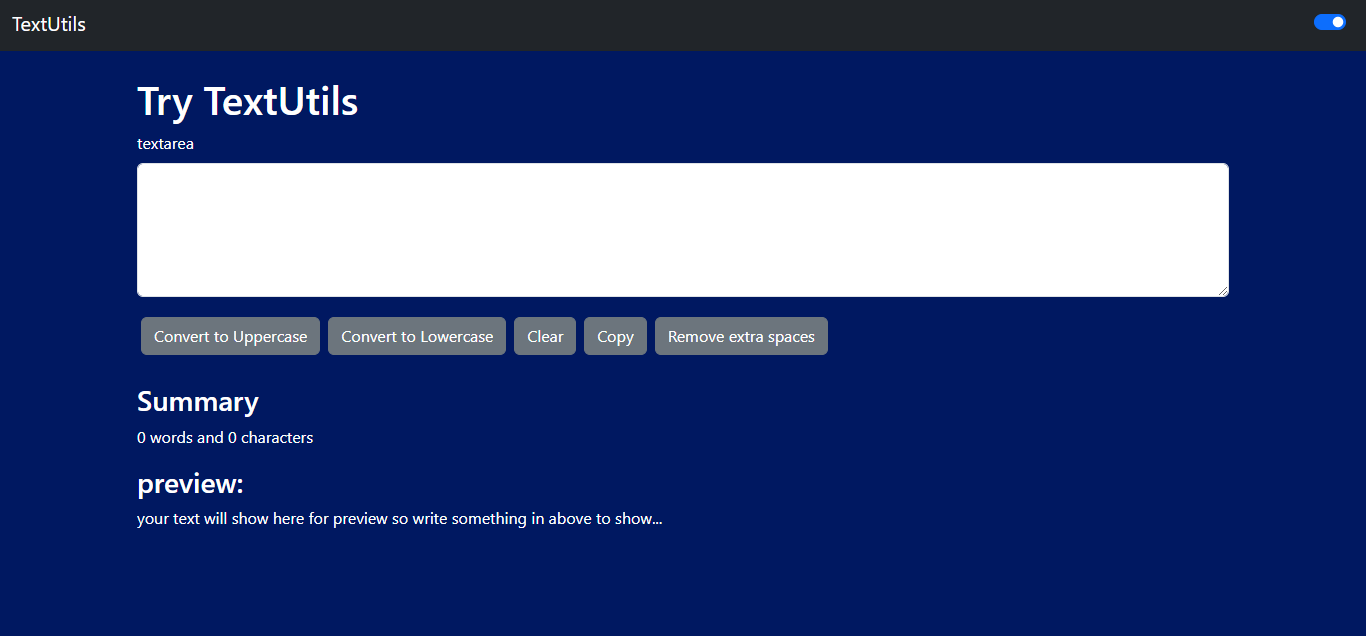 TextUtils
Try TextUtils
textarea
Convert to Uppercase Convert to Lowercase Clear Copy Remove extra spaces
Summary
0 words and 0 characters
preview:
your text will show here for preview so write something in above to show...